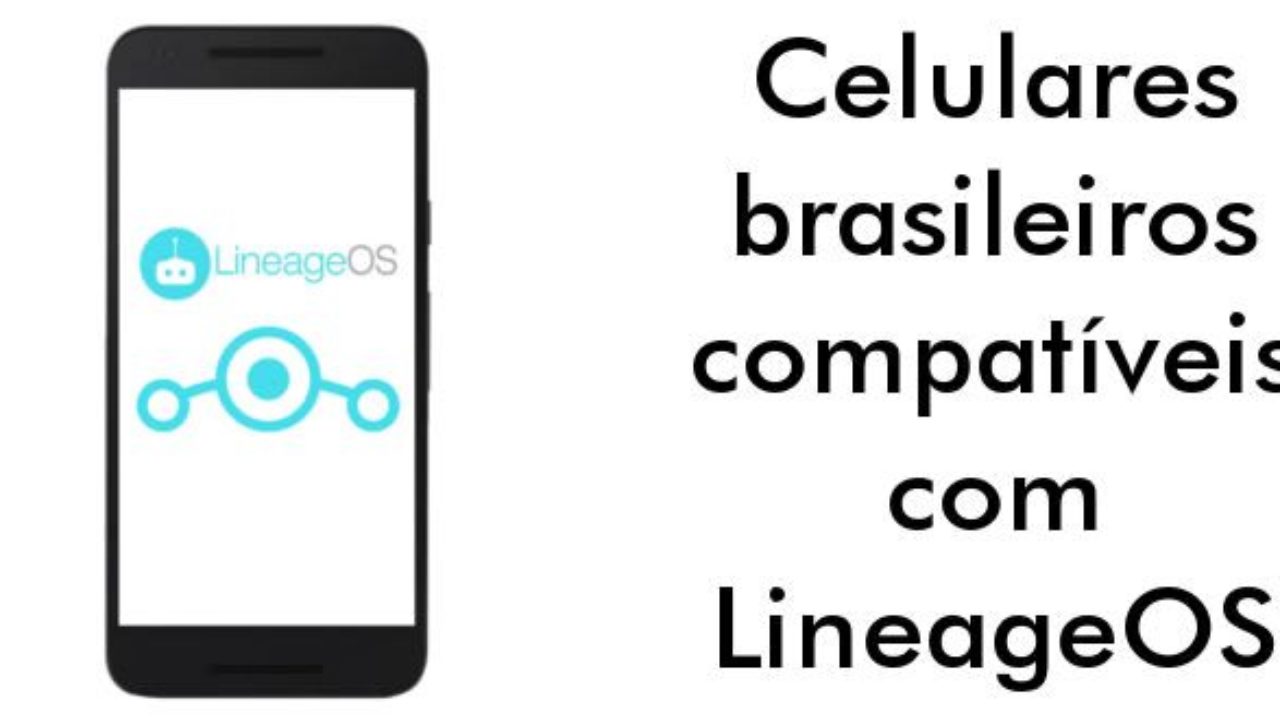 LineageOS
Celulares
brasileiros
compatíveis
com
LineageOS